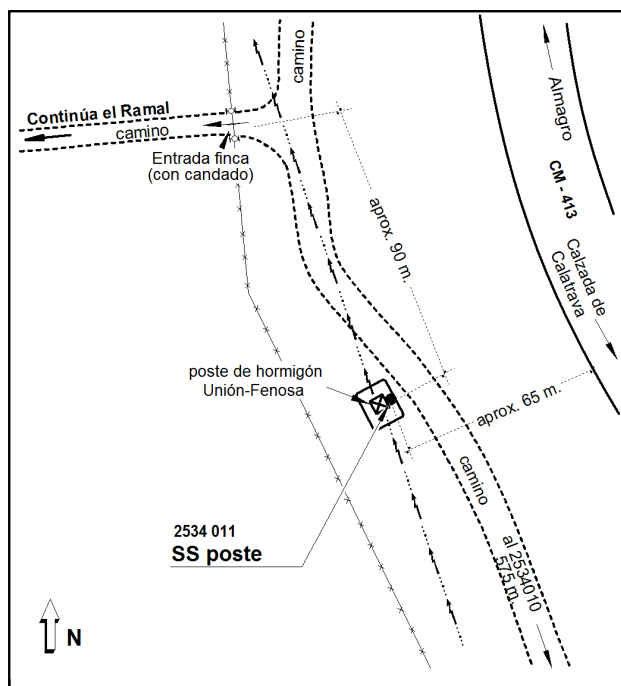 camino
Almagro
Continúa el Ramal
camino
Entrada finca
(con candado)
CM - 413
aprox. 90 m.
Calzada de
Calatrava
poste de hormigón
Unión-Fenosa
aprox. 65 m.
camino
2534 011
SS poste
al 2534010
575 m.
N